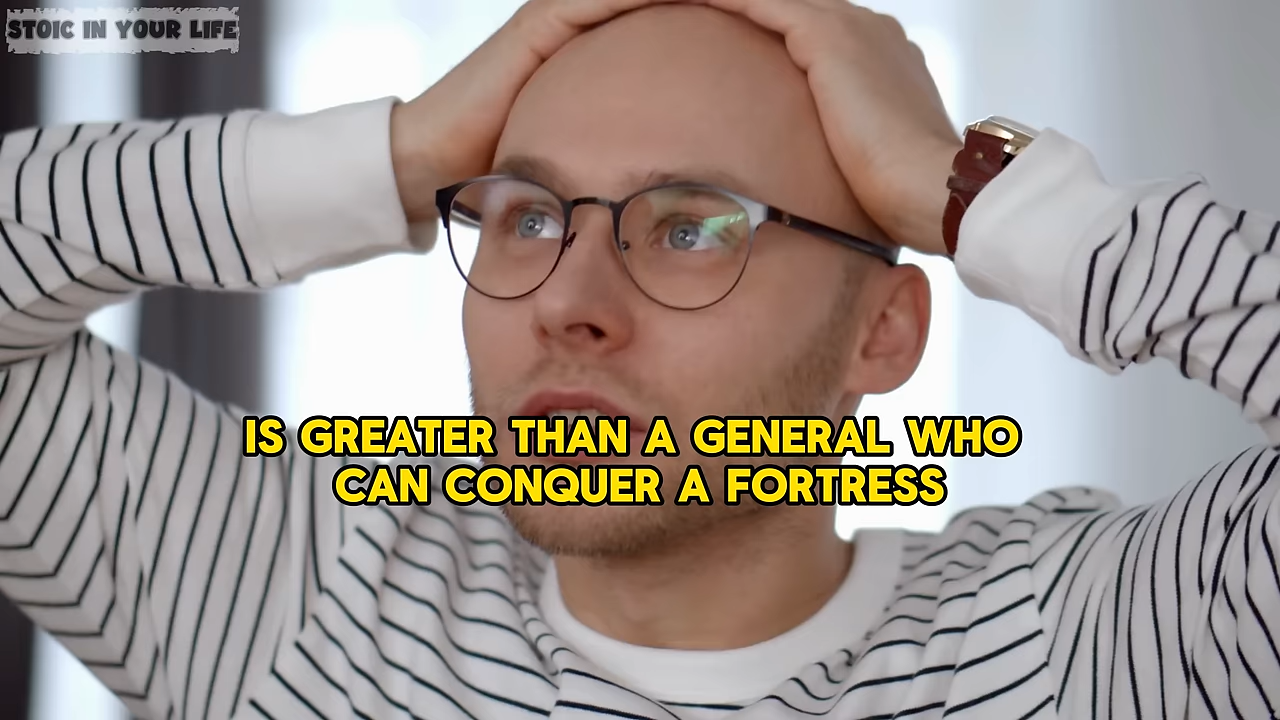 STOIC IN YOUR LIFE
IS GREATER THAN A GENERAL WHO
CAN CONQUER A FORTRESS